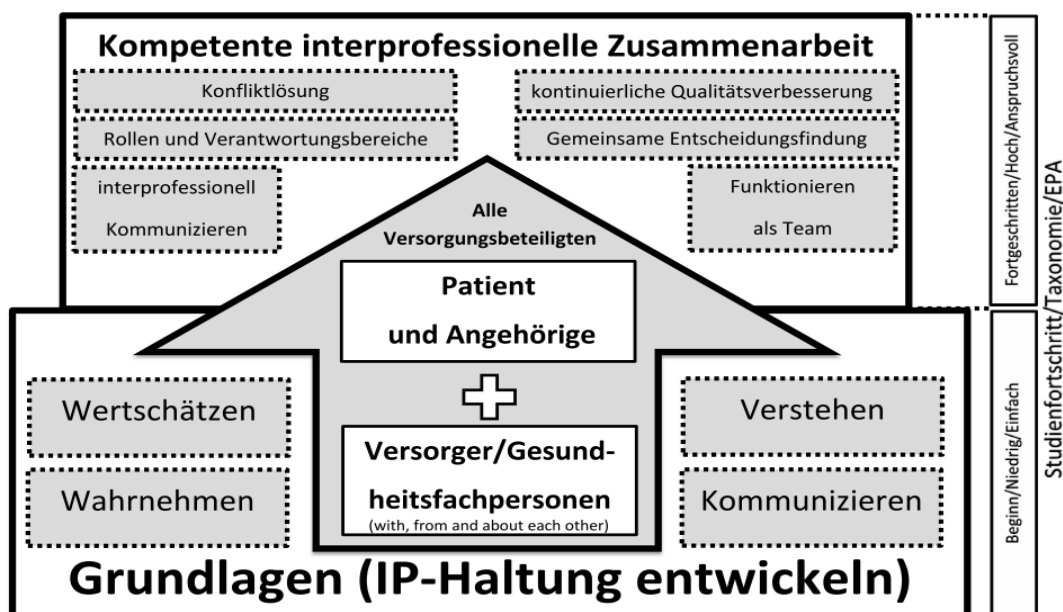 Kompetente interprofessionelle Zusammenarbeit
Konfliktlösung
kontinuierliche Qualitätsverbesserung
Rollen und Verantwortungsbereiche
Gemeinsame Entscheidungsfindung
interprofessionell
Kommunizieren
Funktionieren
als Team
Alle
Versorgungsbeteiligten
Patient
und Angehörige
Wertschätzen
Verstehen
Versorger/Gesund-
heitsfachpersonen
(with, from and about each other)
Wahrnehmen
Kommunizieren
Grundlagen (IP-Haltung entwickeln)
Fortgeschritten/Hoch/Anspruchsvoll
Beginn/Niedrig/Einfach
Studienfortschritt/Taxonomie/EPA